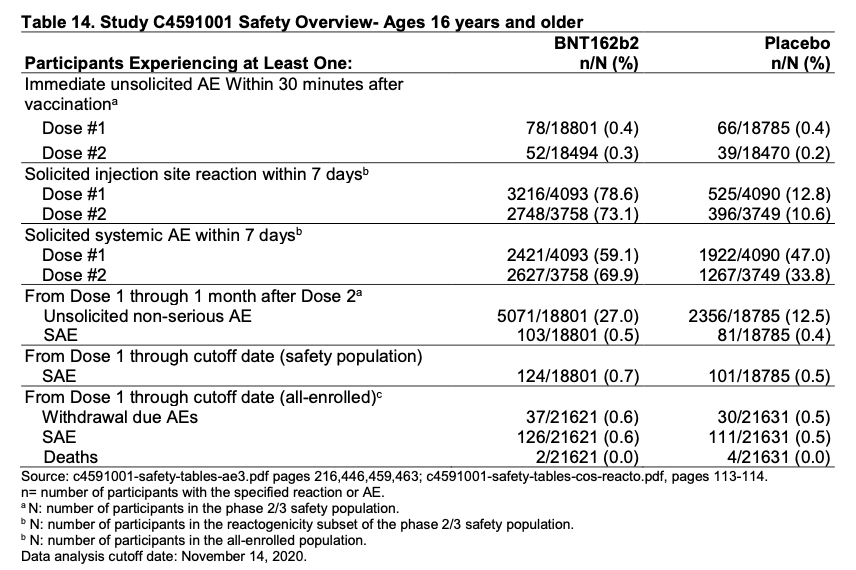 Table 14. Study C4591001 Safety Overview- Ages 16 years and older
BNT162b2 Placebo
Participants Experiencing at Least One: n/N (%) n/N (%)
Immediate unsolicited AE Within 30 minutes after
vaccinationᵃ
Dose #1 78/18801 (0.4) 66/18785 (0.4)
Dose #2 52/18494 (0.3) 39/18470 (0.2)
Solicited injection site reaction within 7 daysᵇ
Dose #1 3216/4093 (78.6) 525/4090 (12.8)
Dose #2 2748/3758 (73.1) 396/3749 (10.6)
Solicited systemic AE within 7 daysᵇ
Dose #1 2421/4093 (59.1) 1922/4090 (47.0)
Dose #2 2627/3758 (69.9) 1267/3749 (33.8)
From Dose 1 through 1 month after Dose 2ᵃ
Unsolicited non-serious AE 5071/18801 (27.0) 2356/18785 (12.5)
SAE 103/18801 (0.5) 81/18785 (0.4)
From Dose 1 through cutoff date (safety population)
SAE 124/18801 (0.7) 101/18785 (0.5)
From Dose 1 through cutoff date (all-enrolled)ᶜ
Withdrawal due AEs 37/21621 (0.6) 30/21631 (0.5)
SAE 126/21621 (0.6) 111/21631 (0.5)
Deaths 2/21621 (0.0) 4/21631 (0.0)
Source: c4591001-safety-tables-ae3.pdf pages 216,446,459,463; c4591001-safety-tables-cos-reacto.pdf, pages 113-114.
n= number of participants with the specified reaction or AE.
ᵃ N: number of participants in the phase 2/3 safety population.
ᵇ N: number of participants in the reactogenicity subset of the phase 2/3 safety population.
ᵇ N: number of participants in the all-enrolled population.
Data analysis cutoff date: November 14, 2020.